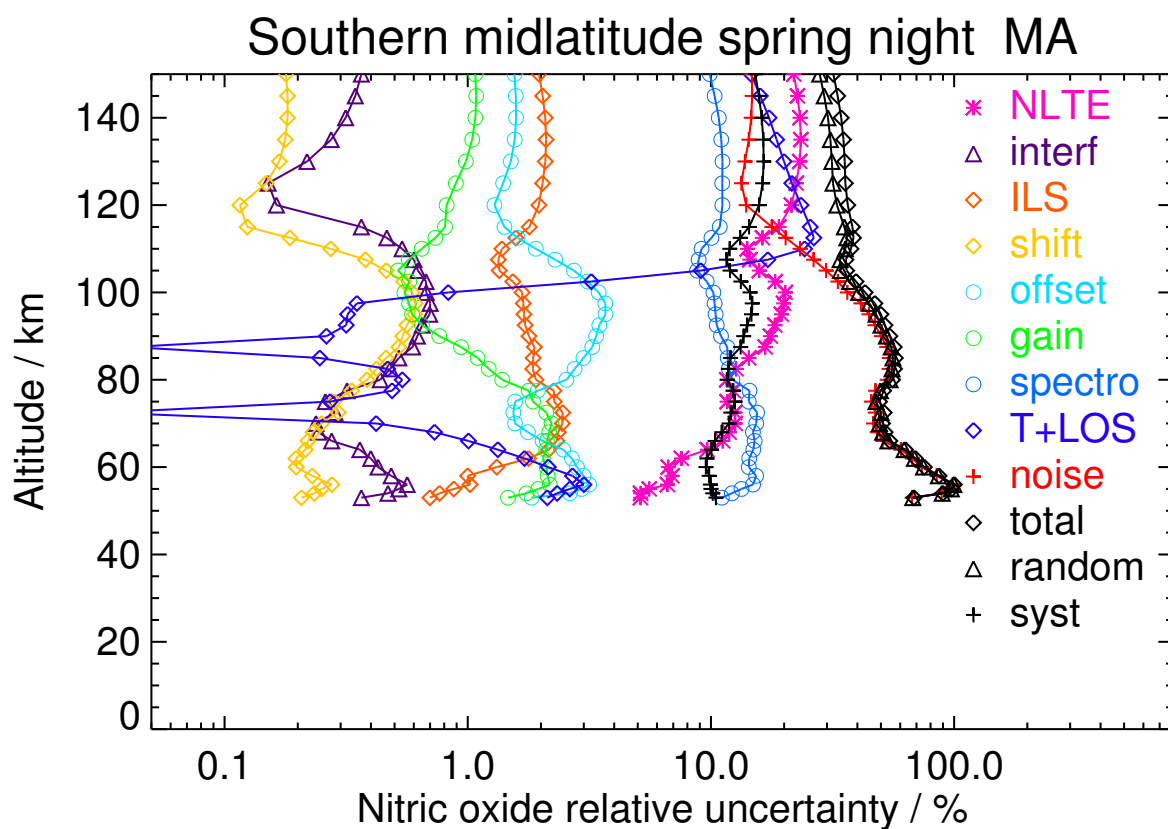 Southern midlatitude spring night MA
Altitude / km
140
120
100
80
60
40
20
0
NLTE
interf
ILS
shift
offset
gain
spectro
T+LOS
noise
total
random
syst
0.1 1.0 10.0 100.0
Nitric oxide relative uncertainty / %